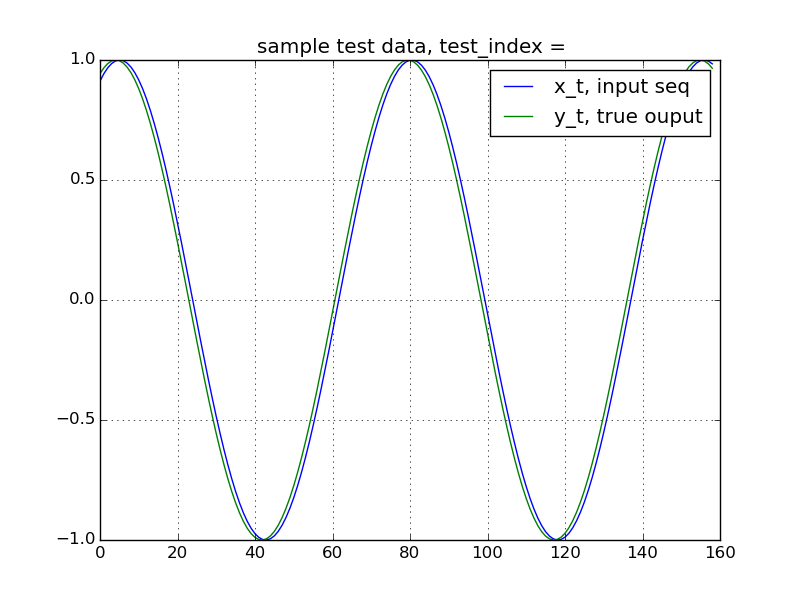 sample test data, test_index =
x_t, input seq
y_t, true ouput
1.0
0.5
0.0
−0.5
−1.0
0 20 40 60 80 100 120 140 160